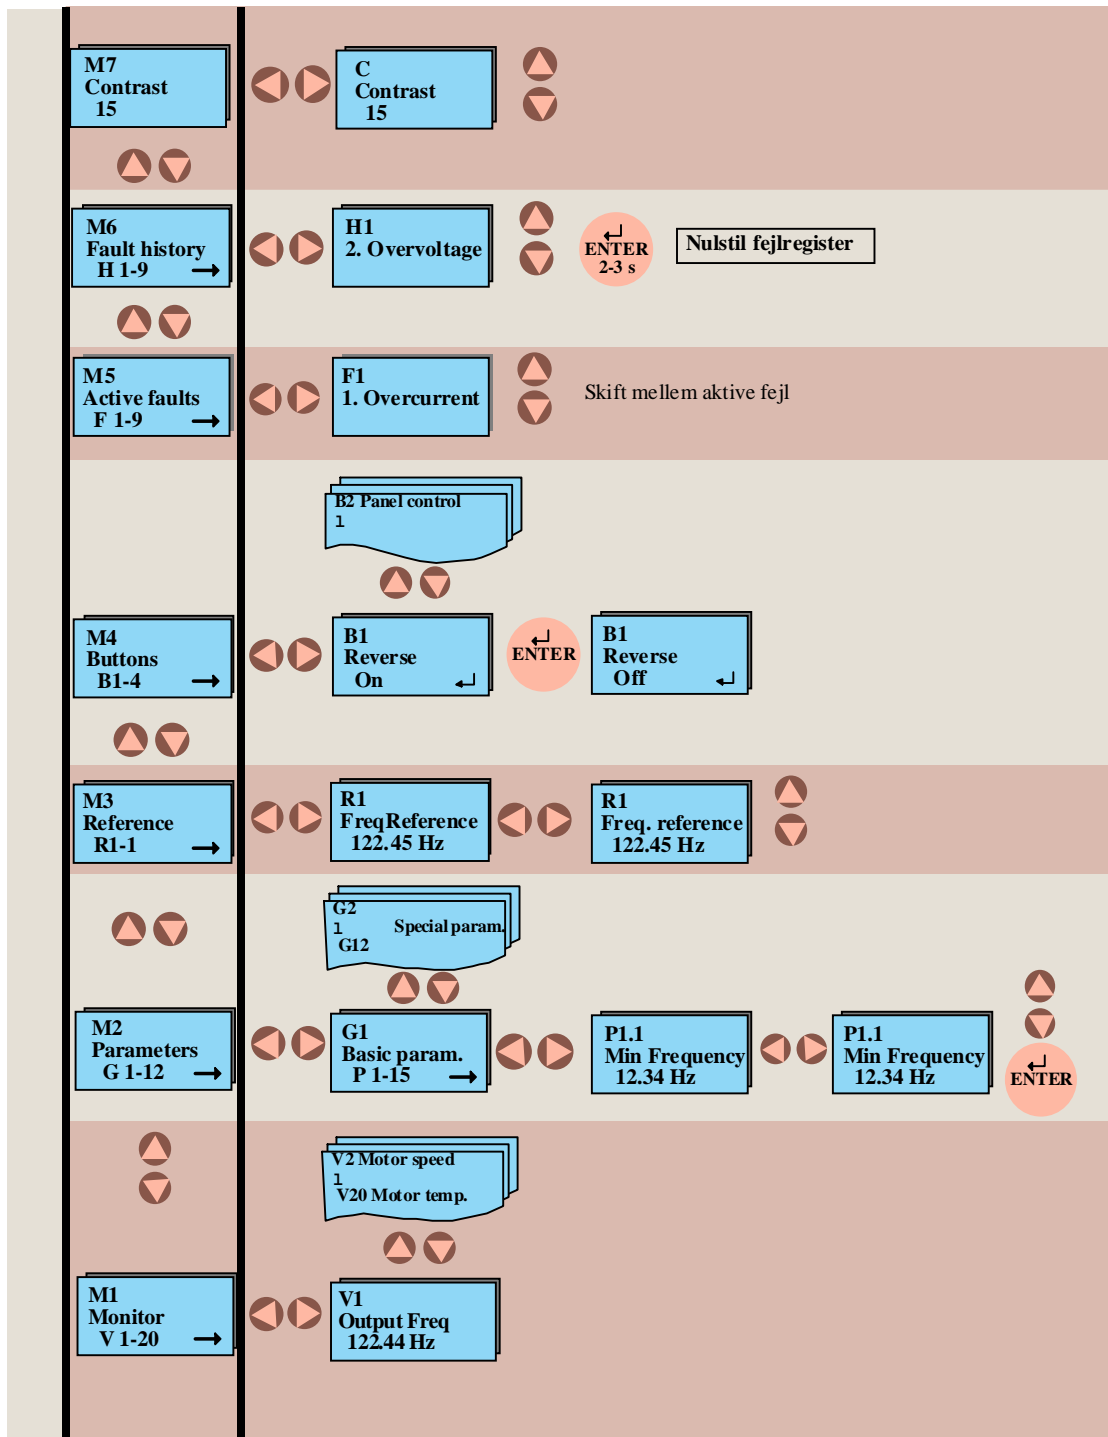 M7
Contrast
15
C
Contrast
15
M6
Fault history
H 1-9
H1
2. Overvoltage
ENTER
2-3 s
Nulstil fejlregister
M5
Active faults
F 1-9
F1
1. Overcurrent
Skift mellem aktive fejl
B2 Panel control
1
M4
Buttons
B1-4
B1
Reverse
On
ENTER
B1
Reverse
Off
M3
Reference
R1-1
R1
FreqReference
122.45 Hz
R1
Freq. reference
122.45 Hz
G2
1 Special param.
G12
M2
Parameters
G 1-12
G1
Basic param.
P 1-15
P1.1
Min Frequency
12.34 Hz
P1.1
Min Frequency
12.34 Hz
ENTER
V2 Motor speed
1
V20 Motor temp.
M1
Monitor
V 1-20
V1
Output Freq
122.44 Hz